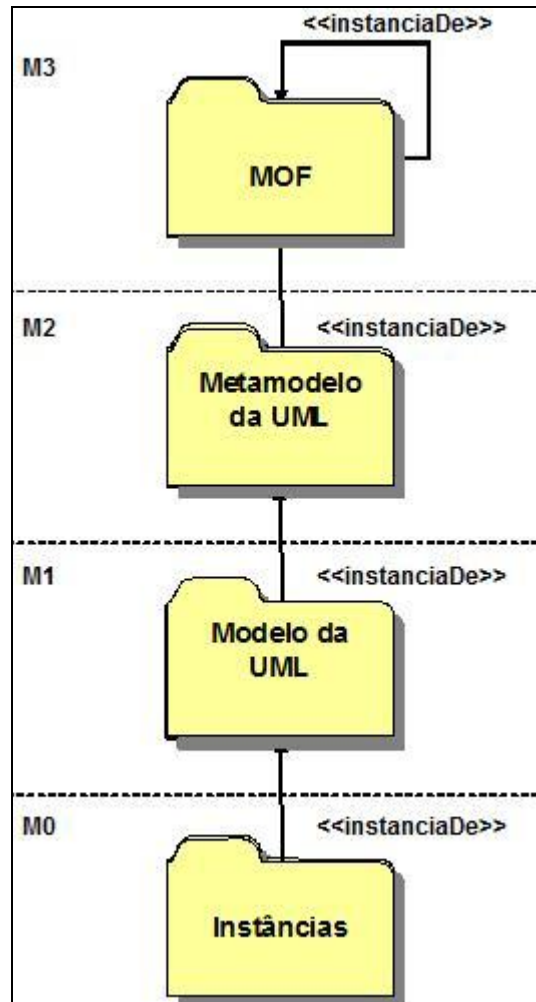 <<instanciaDe>>
M3
MOF
M2
<<instanciaDe>>
Metamodelo
da UML
M1
<<instanciaDe>>
Modelo da
UML
M0
<<instanciaDe>>
Instâncias